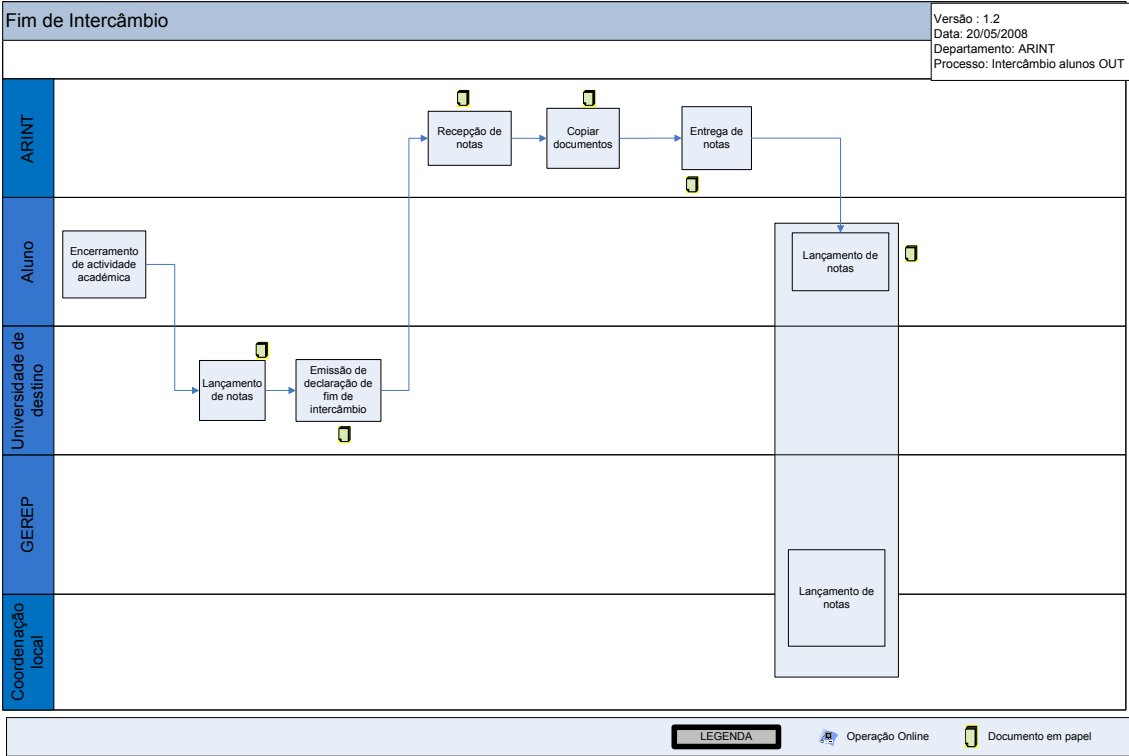 Fim de Intercâmbio
Versão : 1.2
Data: 20/05/2008
Departamento: ARINT
Processo: Intercâmbio alunos OUT
ARINT
Recepção de
notas
Copiar
documentos
Entrega de
notas
Aluno
Encerramento
de actividade
académica
Lançamento de
notas
Universidade de
destino
Lançamento
de notas
Emissão de
declaração de
fim de
intercâmbio
GEREP
Lançamento de
notas
Coordenação
local
LEGENDA
Operação Online
Documento em papel